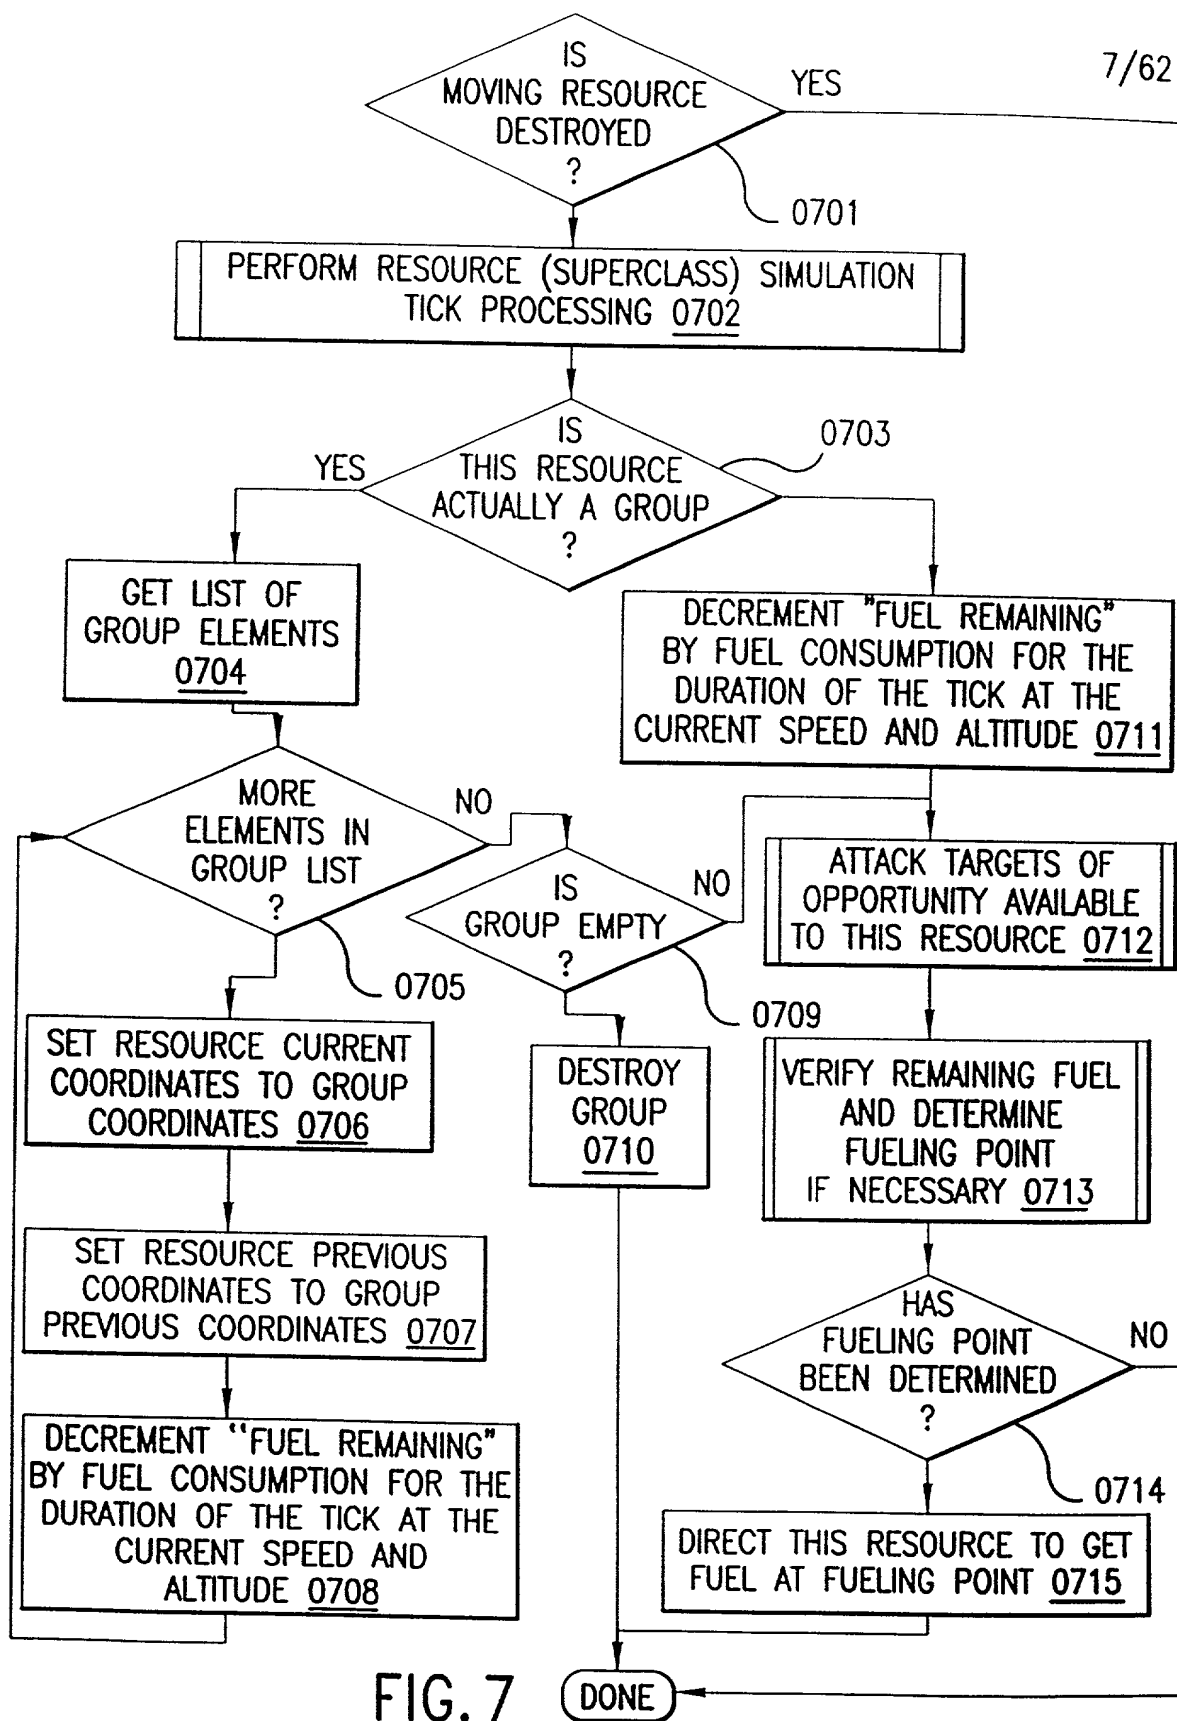 7/62
IS
MOVING RESOURCE
DESTROYED
?
YES
0701
PERFORM RESOURCE (SUPERCLASS) SIMULATION
TICK PROCESSING 0702
IS
THIS RESOURCE
ACTUALLY A GROUP
?
YES
0703
GET LIST OF
GROUP ELEMENTS
0704
DECREMENT "FUEL REMAINING"
BY FUEL CONSUMPTION FOR THE
DURATION OF THE TICK AT THE
CURRENT SPEED AND ALTITUDE 0711
MORE
ELEMENTS IN
GROUP LIST
?
NO
0705
IS
GROUP EMPTY
?
NO
0709
ATTACK TARGETS OF
OPPORTUNITY AVAILABLE
TO THIS RESOURCE 0712
SET RESOURCE CURRENT
COORDINATES TO GROUP
COORDINATES 0706
DESTROY
GROUP
0710
VERIFY REMAINING FUEL
AND DETERMINE
FUELING POINT
IF NECESSARY 0713
SET RESOURCE PREVIOUS
COORDINATES TO GROUP
PREVIOUS COORDINATES 0707
HAS
FUELING POINT
BEEN DETERMINED
?
NO
0714
DECREMENT "FUEL REMAINING"
BY FUEL CONSUMPTION FOR THE
DURATION OF THE TICK AT THE
CURRENT SPEED AND
ALTITUDE 0708
DIRECT THIS RESOURCE TO GET
FUEL AT FUELING POINT 0715
FIG. 7
DONE